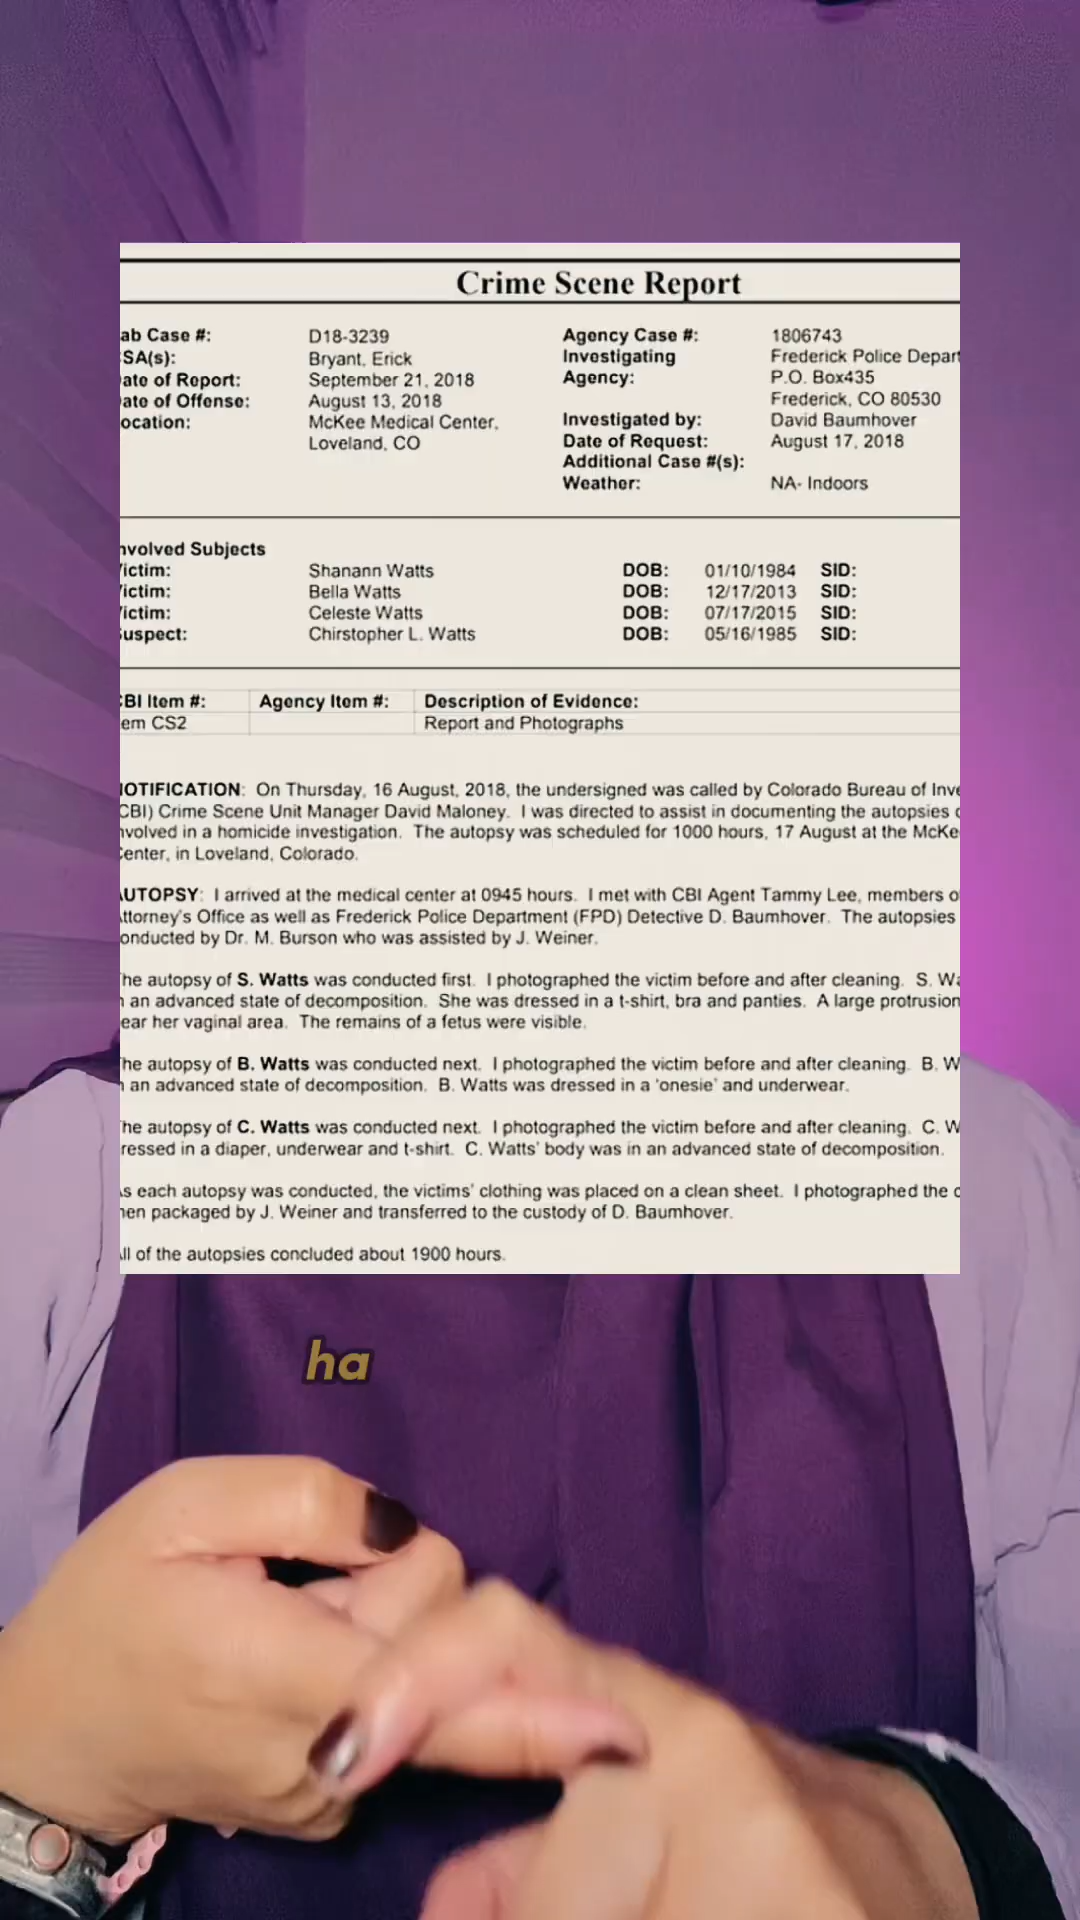 Crime Scene Report
ab Case #: D18-3239 Agency Case #: 1806743
SA(s): Bryant, Erick Investigating Frederick Police Depar
ate of Report: September 21, 2018 Agency: P.O. Box435
ate of Offense: August 13, 2018 Frederick, CO 80530
ocation: McKee Medical Center, Investigated by: David Baumhover
Loveland, CO Date of Request: August 17, 2018
Additional Case #(s):
Weather: NA- Indoors
nvolved Subjects
ictim: Shanann Watts DOB: 01/10/1984 SID:
ictim: Bella Watts DOB: 12/17/2013 SID:
ictim: Celeste Watts DOB: 07/17/2015 SID:
uspect: Chirstopher L. Watts DOB: 05/16/1985 SID:
BI Item #: Agency Item #: Description of Evidence:
em CS2 Report and Photographs
OTIFICATION: On Thursday, 16 August, 2018, the undersigned was called by Colorado Bureau of Inve
CBI) Crime Scene Unit Manager David Maloney. I was directed to assist in documenting the autopsies o
nvolved in a homicide investigation. The autopsy was scheduled for 1000 hours, 17 August at the McKe
enter, in Loveland, Colorado.
UTOPSY: I arrived at the medical center at 0945 hours. I met with CBI Agent Tammy Lee, members o
ttorney's Office as well as Frederick Police Department (FPD) Detective D. Baumhover. The autopsies
onducted by Dr. M. Burson who was assisted by J. Weiner.
he autopsy of S. Watts was conducted first. I photographed the victim before and after cleaning. S. Wa
n an advanced state of decomposition. She was dressed in a t-shirt, bra and panties. A large protrusion
ear her vaginal area. The remains of a fetus were visible.
he autopsy of B. Watts was conducted next. I photographed the victim before and after cleaning. B. W
n an advanced state of decomposition. B. Watts was dressed in a 'onesie' and underwear.
he autopsy of C. Watts was conducted next. I photographed the victim before and after cleaning. C. W
ressed in a diaper, underwear and t-shirt. C. Watts' body was in an advanced state of decomposition.
s each autopsy was conducted, the victims' clothing was placed on a clean sheet. I photographed the c
hen packaged by J. Weiner and transferred to the custody of D. Baumhover.
ll of the autopsies concluded about 1900 hours.
ha